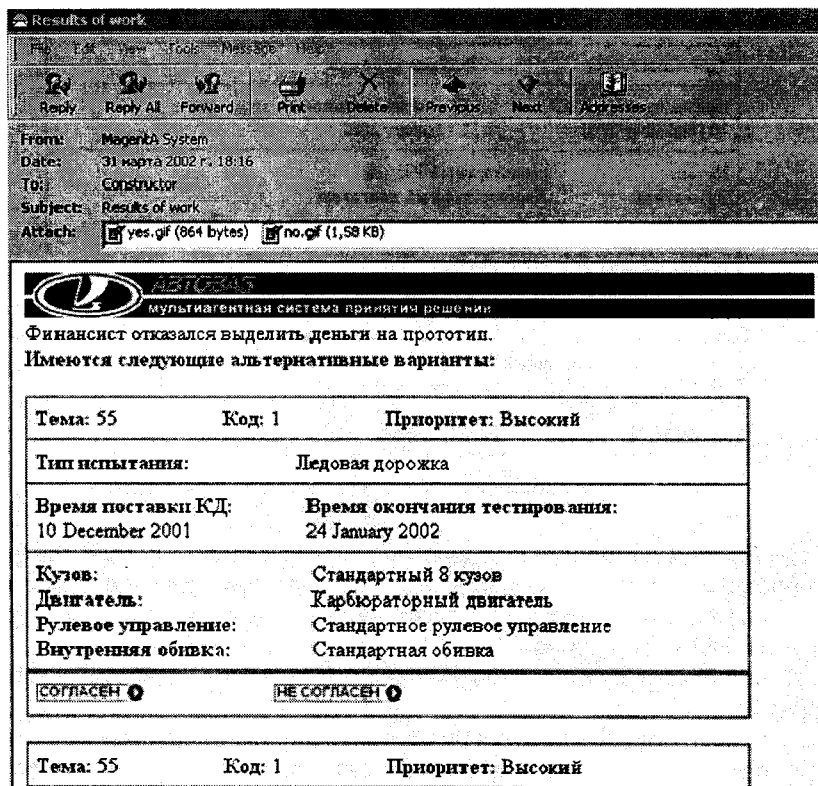 Results of work
File Edit View Tools Message Help
Reply Reply All Forward Print Delete Previous Next Addresses
From: MagentA System
Date: 31 марта 2002 г. 18:16
To: Constructor
Subject: Results of work
Attach: yes.gif (864 bytes) no.gif (1,58 KB)
АВТОВАЗ
мультиагентная система принятия решений
Финансист отказался выделить деньги на прототип.
Имеются следующие альтернативные варианты:
Тема: 55 Код: 1 Приоритет: Высокий
Тип испытания: Ледовая дорожка
Время поставки КД: Время окончания тестирования:
10 December 2001 24 January 2002
Кузов: Стандартный 8 кузов
Двигатель: Карбюраторный двигатель
Рулевое управление: Стандартное рулевое управление
Внутренняя обивка: Стандартная обивка
СОГЛАСЕН НЕ СОГЛАСЕН
Тема: 55 Код: 1 Приоритет: Высокий